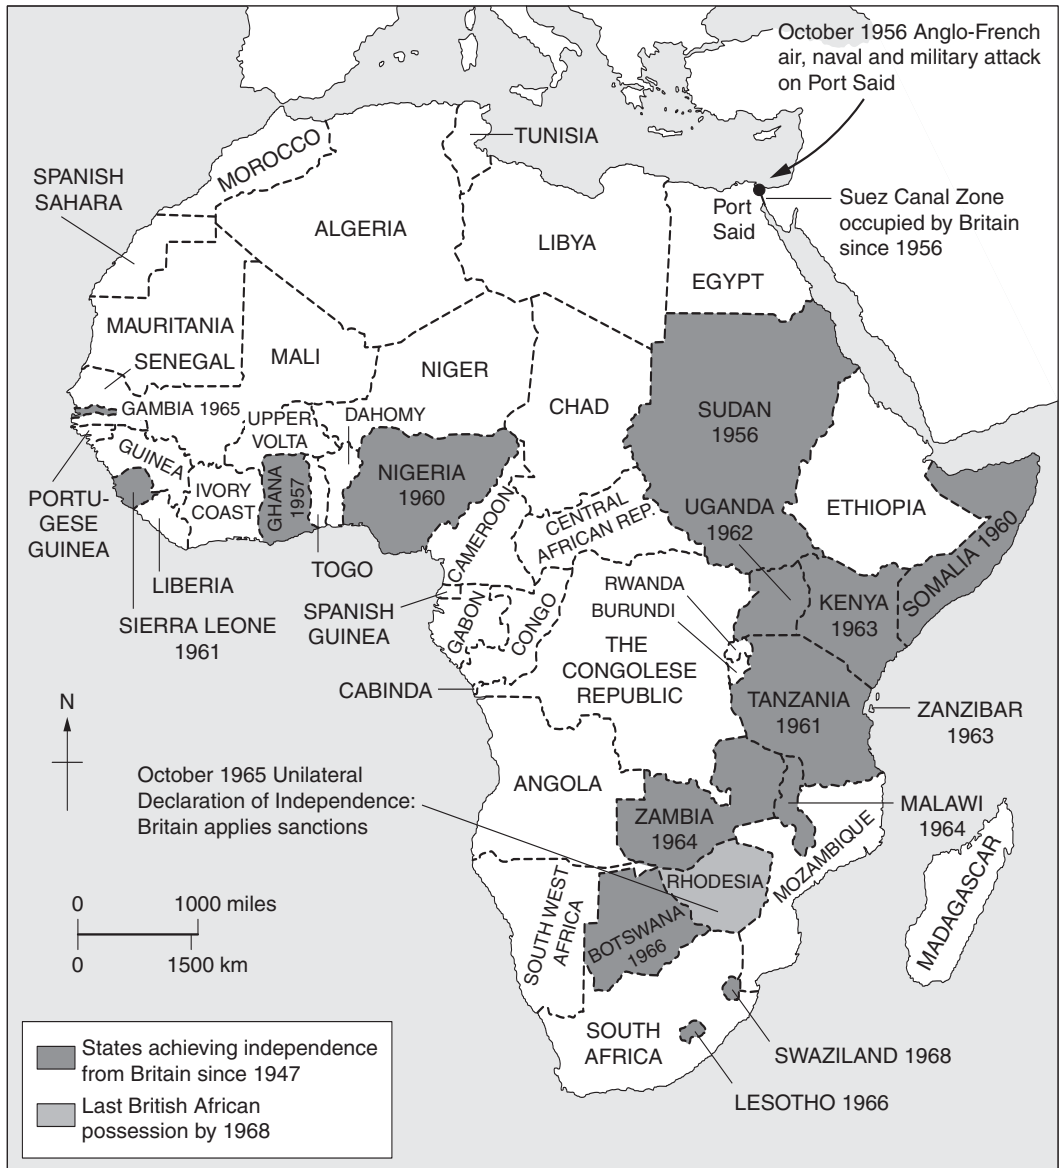 October 1956 Anglo-French
air, naval and military attack
on Port Said
TUNISIA
MOROCCO
SPANISH
SAHARA
ALGERIA
LIBYA
Port
Said
Suez Canal Zone
occupied by Britain
since 1956
EGYPT
MAURITANIA
SENEGAL
MALI
NIGER
CHAD
SUDAN
1956
GAMBIA 1965
UPPER
VOLTA
DAHOMY
GUINEA
NIGERIA
1960
IVORY
COAST
GHANA
1957
PORTU-
GESE
GUINEA
CAMEROON
CENTRAL
AFRICAN REP.
UGANDA
1962
ETHIOPIA
SOMALIA 1960
LIBERIA
TOGO
SIERRA LEONE
1961
SPANISH
GUINEA
GABON
CONGO
RWANDA
BURUNDI
KENYA
1963
THE
CONGOLESE
REPUBLIC
CABINDA
TANZANIA
1961
ZANZIBAR
1963
N
October 1965 Unilateral
Declaration of Independence:
Britain applies sanctions
ANGOLA
ZAMBIA
1964
MALAWI
1964
MOZAMBIQUE
MADAGASCAR
RHODESIA
SOUTH WEST
AFRICA
BOTSWANA
1966
0 1000 miles
0 1500 km
SOUTH
AFRICA
SWAZILAND 1968
LESOTHO 1966
States achieving independence
from Britain since 1947
Last British African
possession by 1968